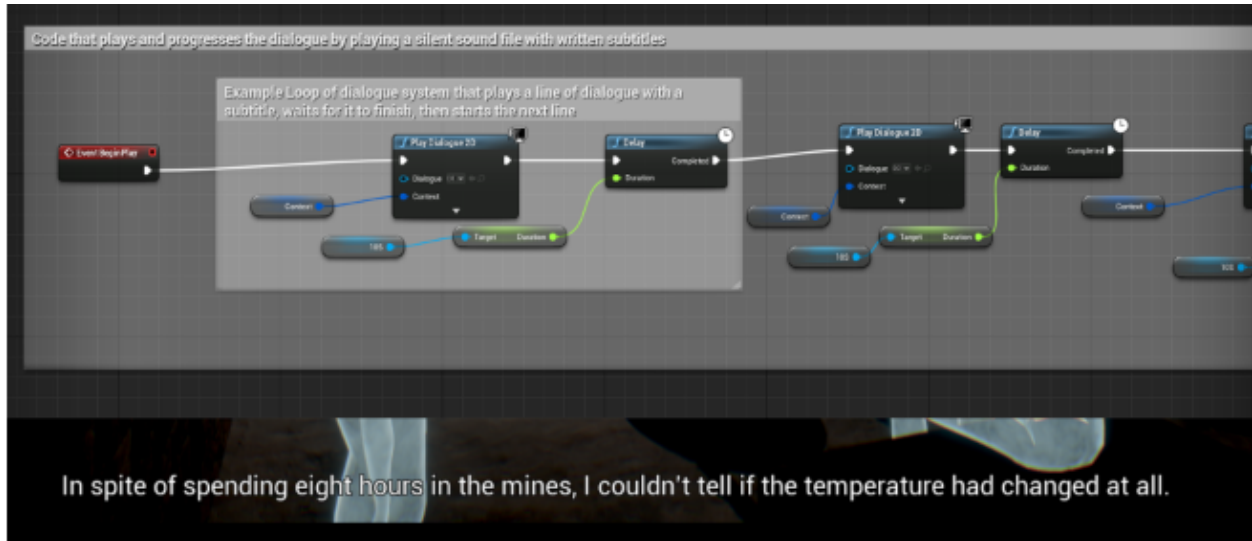 Code that plays and progresses the dialogue by playing a silent sound file with written subtitles
Example Loop of dialogue system that plays a line of dialogue with a
subtitle, waits for it to finish, then starts the next line
Event BeginPlay
Play Dialogue 2D
Dialogue
Context
Delay
Completed
Duration
Context
10S
Target Duration
Play Dialogue 2D
Dialogue
Context
Delay
Completed
Duration
Context
10S
Target Duration
Context
10S
In spite of spending eight hours in the mines, I couldn't tell if the temperature had changed at all.